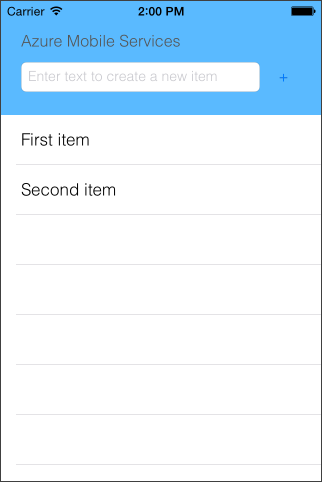 Carrier 2:00 PM
Azure Mobile Services
Enter text to create a new item +
First item
Second item